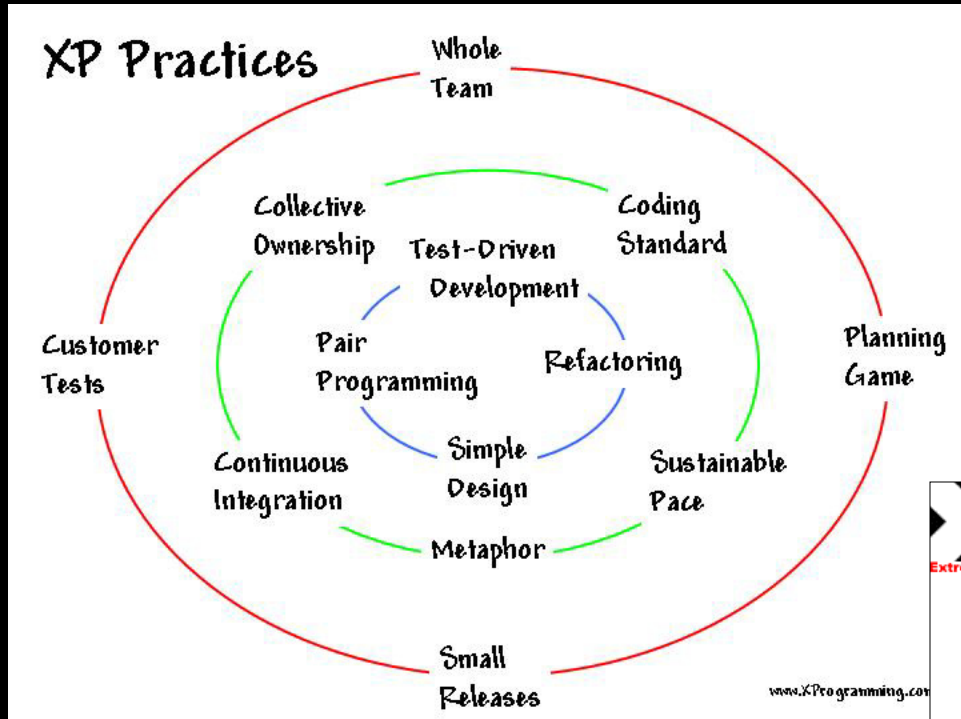 XP Practices
Whole
Team
Collective
Ownership
Coding
Standard
Test-Driven
Development
Customer
Tests
Pair
Programming
Refactoring
Planning
Game
Continuous
Integration
Simple
Design
Sustainable
Pace
Metaphor
Small
Releases
www.XProgramming.com